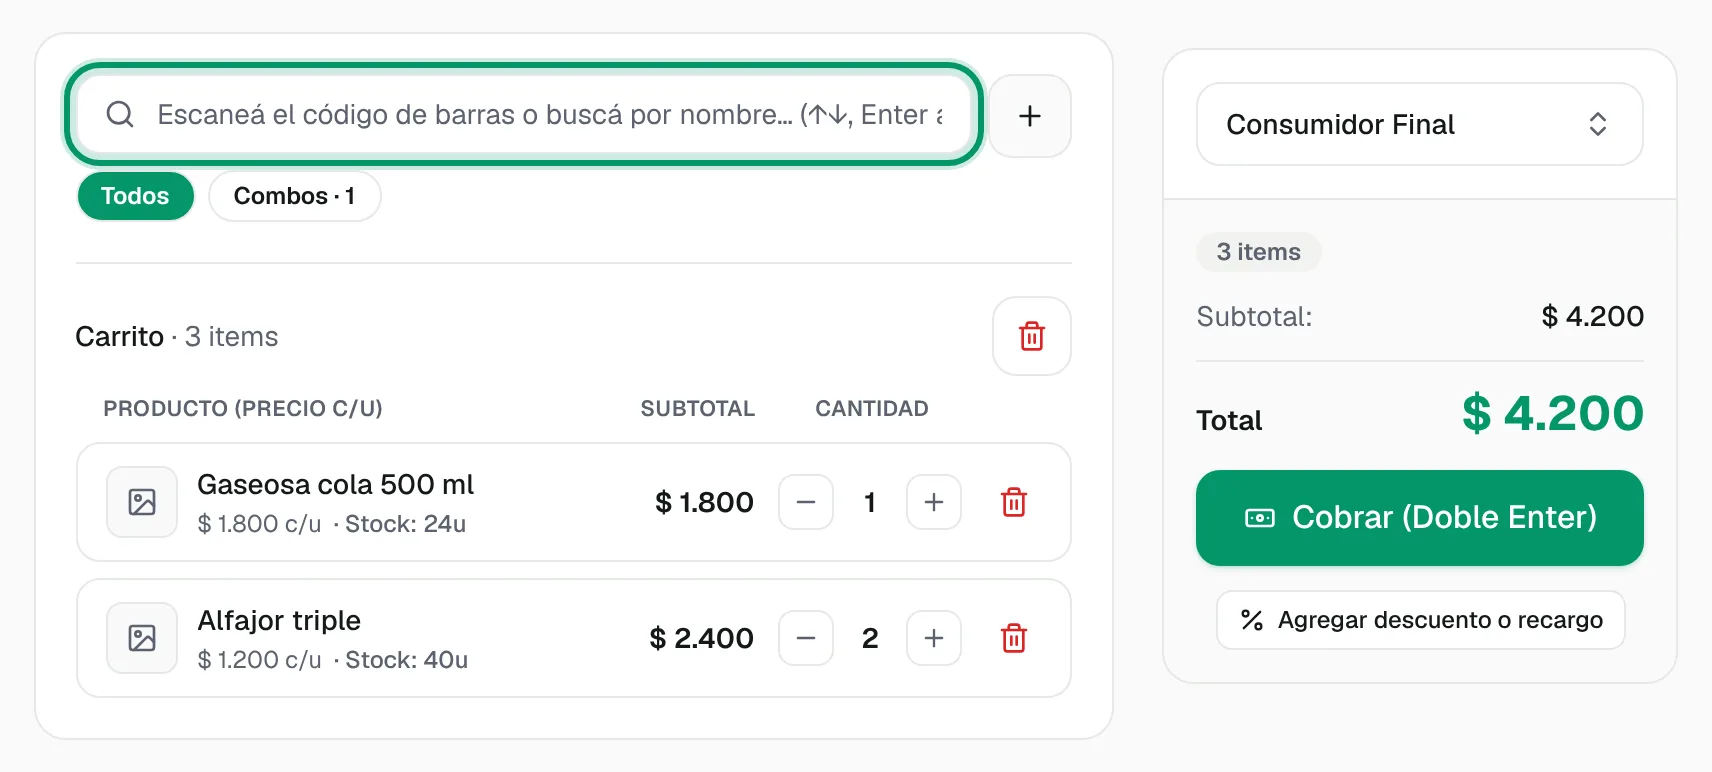 Escaneá el código de barras o buscá por nombre... (↑↓, Enter
Todos
Combos · 1
Carrito · 3 items
PRODUCTO (PRECIO C/U)
SUBTOTAL
CANTIDAD
Gaseosa cola 500 ml
$ 1.800 c/u · Stock: 24u
$ 1.800
1
Alfajor triple
$ 1.200 c/u · Stock: 40u
$ 2.400
2
Consumidor Final
3 items
Subtotal:
$ 4.200
Total
$ 4.200
Cobrar (Doble Enter)
% Agregar descuento o recargo